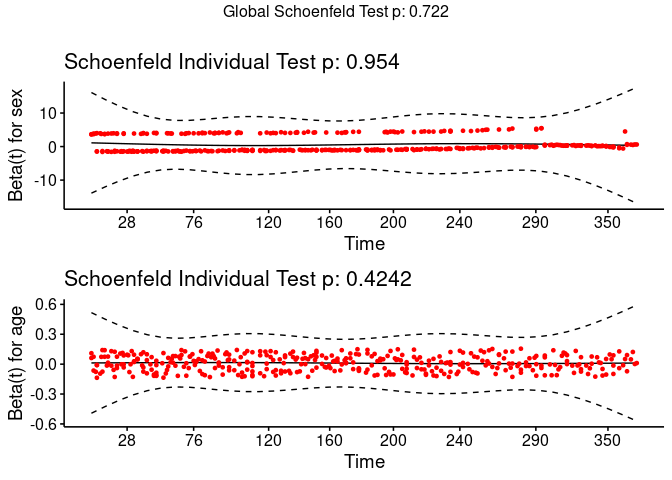 Global Schoenfeld Test p: 0.722
Schoenfeld Individual Test p: 0.954
Beta(t) for sex
10
0
-10
28 76 120 160 200 240 290 350
Time
Schoenfeld Individual Test p: 0.4242
Beta(t) for age
0.6
0.3
0.0
-0.3
-0.6
28 76 120 160 200 240 290 350
Time